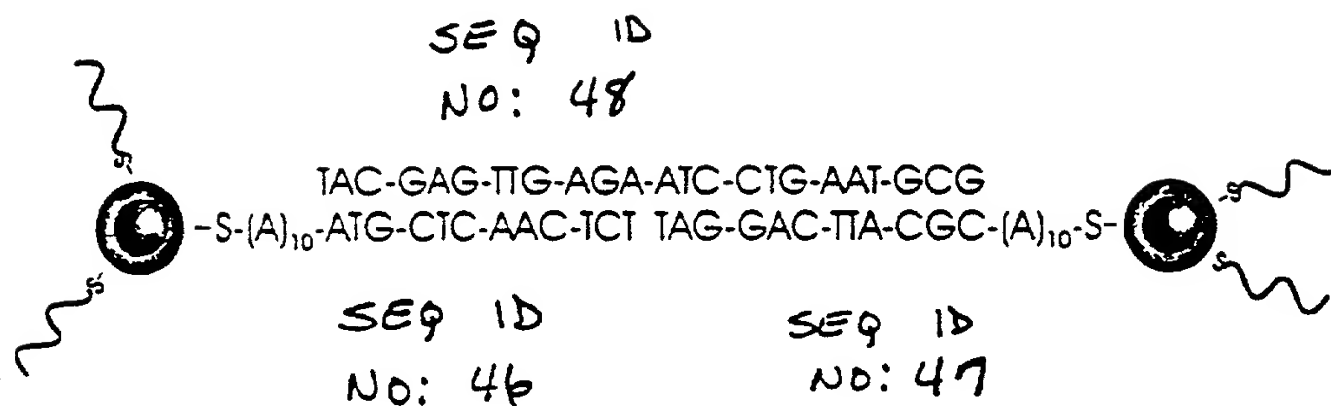 SEQ ID
NO: 48
S
TAC-GAG-TTG-AGA-ATC-CTG-AAT-GCG
S
-S-(A)10-ATG-CTC-AAC-TCT TAG-GAC-TTA-CGC-(A)10-S-
S
S
SEQ ID
NO: 46
SEQ ID
NO: 47